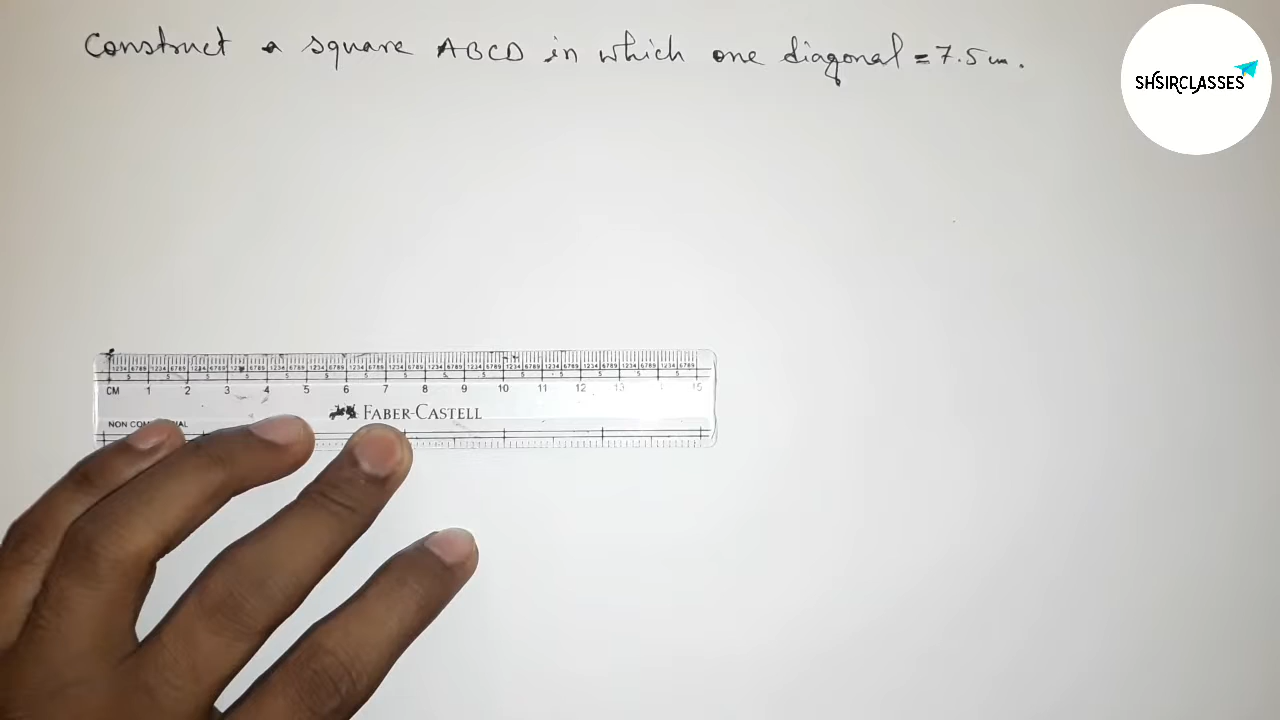 Construct a square ABCD in which one diagonal = 7.5 cm.
SHSIRCLASSES
CM 1 2 3 4 5 6 7 8 9 10 11 12 13 15
FABER-CASTELL